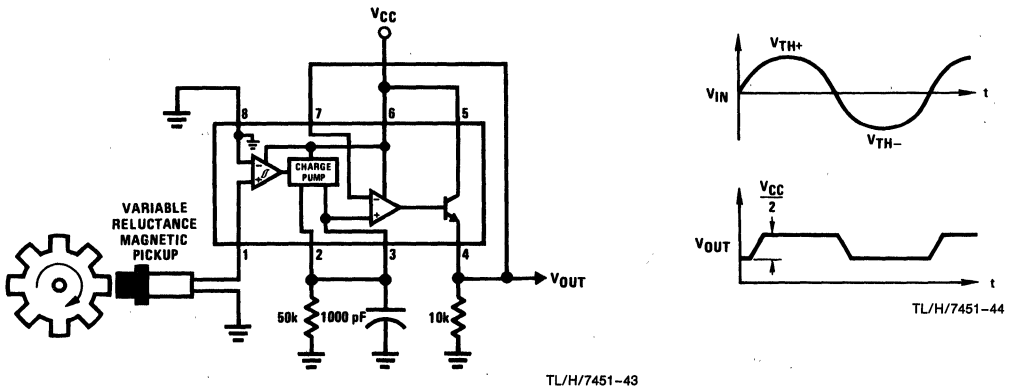 VCC
8
7
6
5
CHARGE
PUMP
VARIABLE
RELUCTANCE
MAGNETIC
PICKUP
- +
- +
1
2
3
4
50k
1000 pF
10k
VOUT
TL/H/7451-43
VTH+
VIN
t
VTH−
VCC
2
VOUT
t
TL/H/7451-44